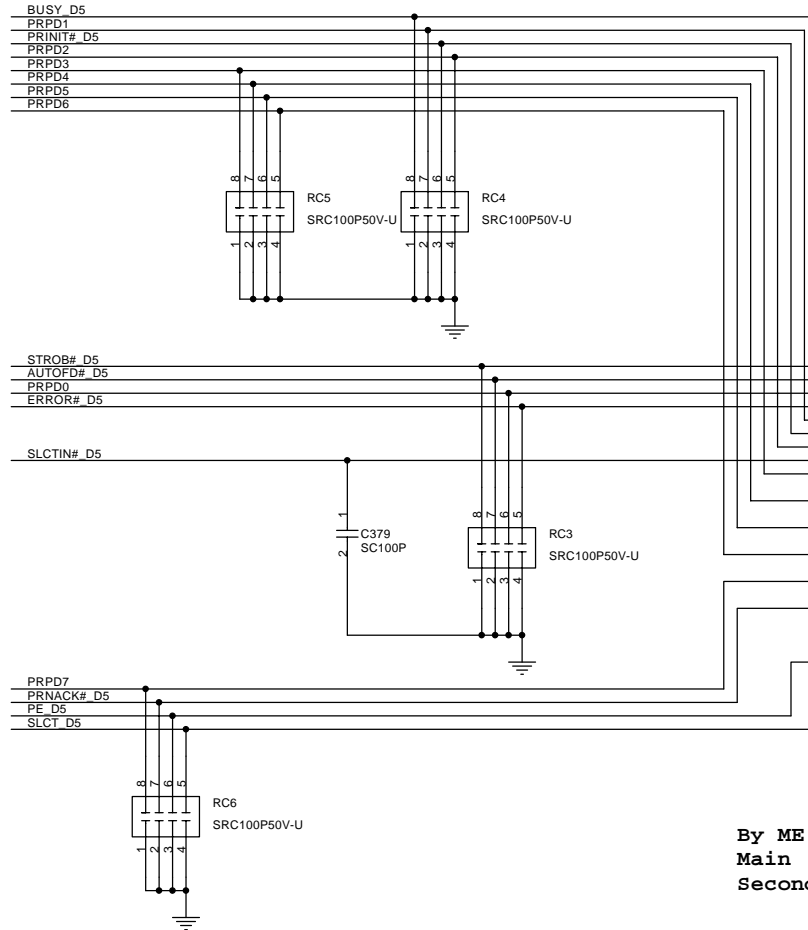 BUSY_D5
PRPD1
PRINIT#_D5
PRPD2
PRPD3
PRPD4
PRPD5
PRPD6
8 7 6 5
RC5
SRC100P50V-U
1 2 3 4
8 7 6 5
RC4
SRC100P50V-U
1 2 3 4
STROB#_D5
AUTOFD#_D5
PRPD0
ERROR#_D5
SLCTIN#_D5
1
C379
SC100P
2
8 7 6 5
RC3
SRC100P50V-U
1 2 3 4
PRPD7
PRNACK#_D5
PE_D5
SLCT_D5
8 7 6 5
RC6
SRC100P50V-U
1 2 3 4
By ME
Main
Second